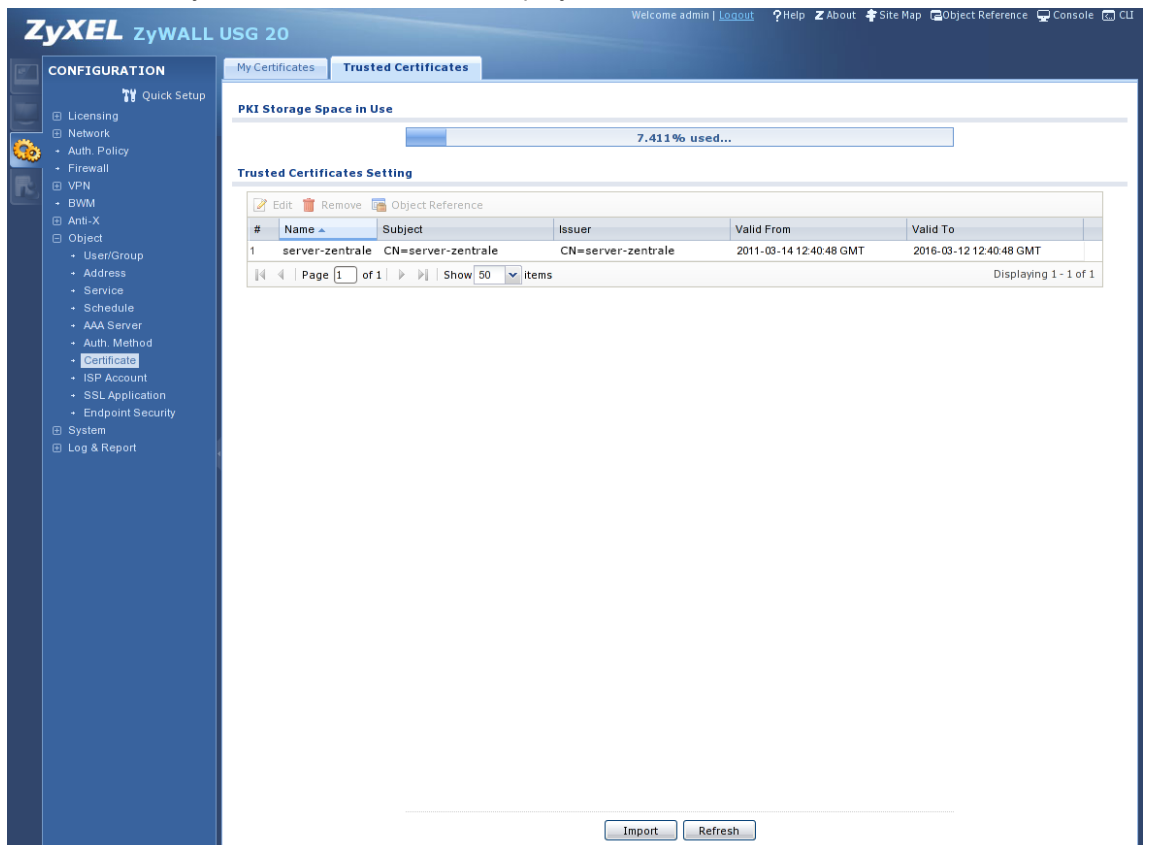 Welcome admin | Logout ?Help Z About Site Map Object Reference Console CLI
ZyXEL ZyWALL USG 20
CONFIGURATION
Quick Setup
Licensing
Network
Auth. Policy
Firewall
VPN
BWM
Anti-X
Object
User/Group
Address
Service
Schedule
AAA Server
Auth. Method
Certificate
ISP Account
SSL Application
Endpoint Security
System
Log & Report
My Certificates Trusted Certificates
PKI Storage Space in Use
7.411% used...
Trusted Certificates Setting
Edit Remove Object Reference
# Name Subject Issuer Valid From Valid To
1 server-zentrale CN=server-zentrale CN=server-zentrale 2011-03-14 12:40:48 GMT 2016-03-12 12:40:48 GMT
Page 1 of 1 Show 50 items Displaying 1 - 1 of 1
Import Refresh